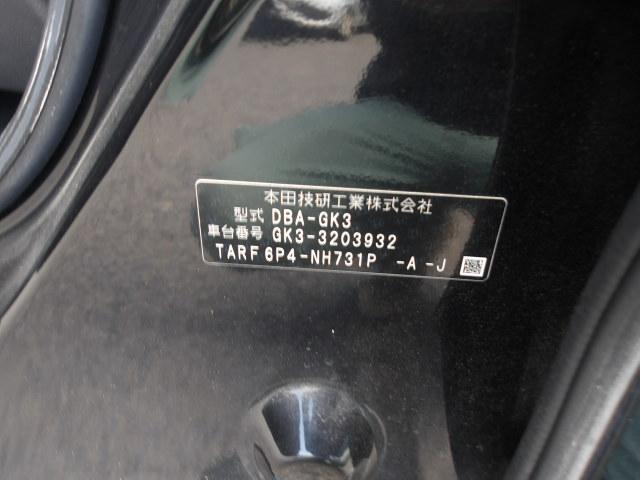 本田技研工業株式会社
型式 DBA-GK3
車台番号 GK3-3203932
TARF 6P4-NH731P -A -J